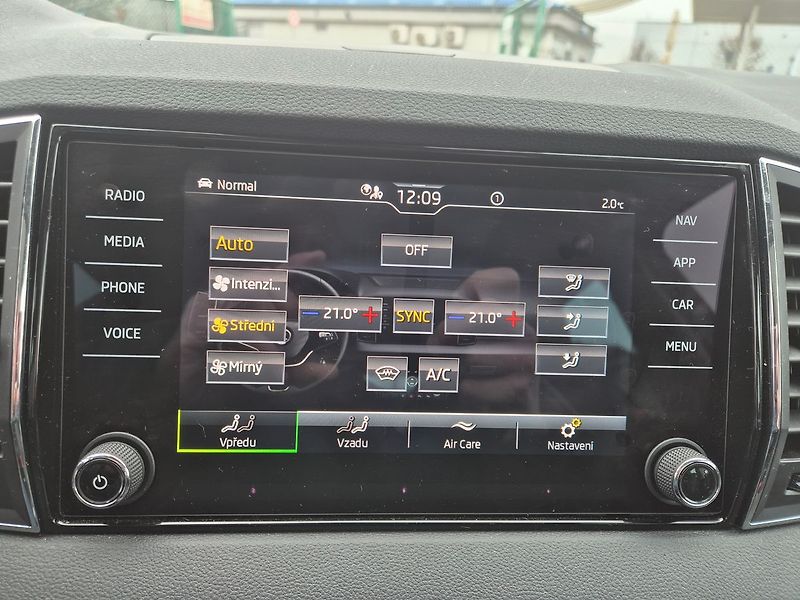 RADIO
MEDIA
PHONE
VOICE
Normal
12:09
1
2.0°C
Auto
OFF
Intenzi...
Střední
Mírný
21.0°
SYNC
21.0°
A/C
Vpředu
Vzadu
Air Care
Nastavení
NAV
APP
CAR
MENU